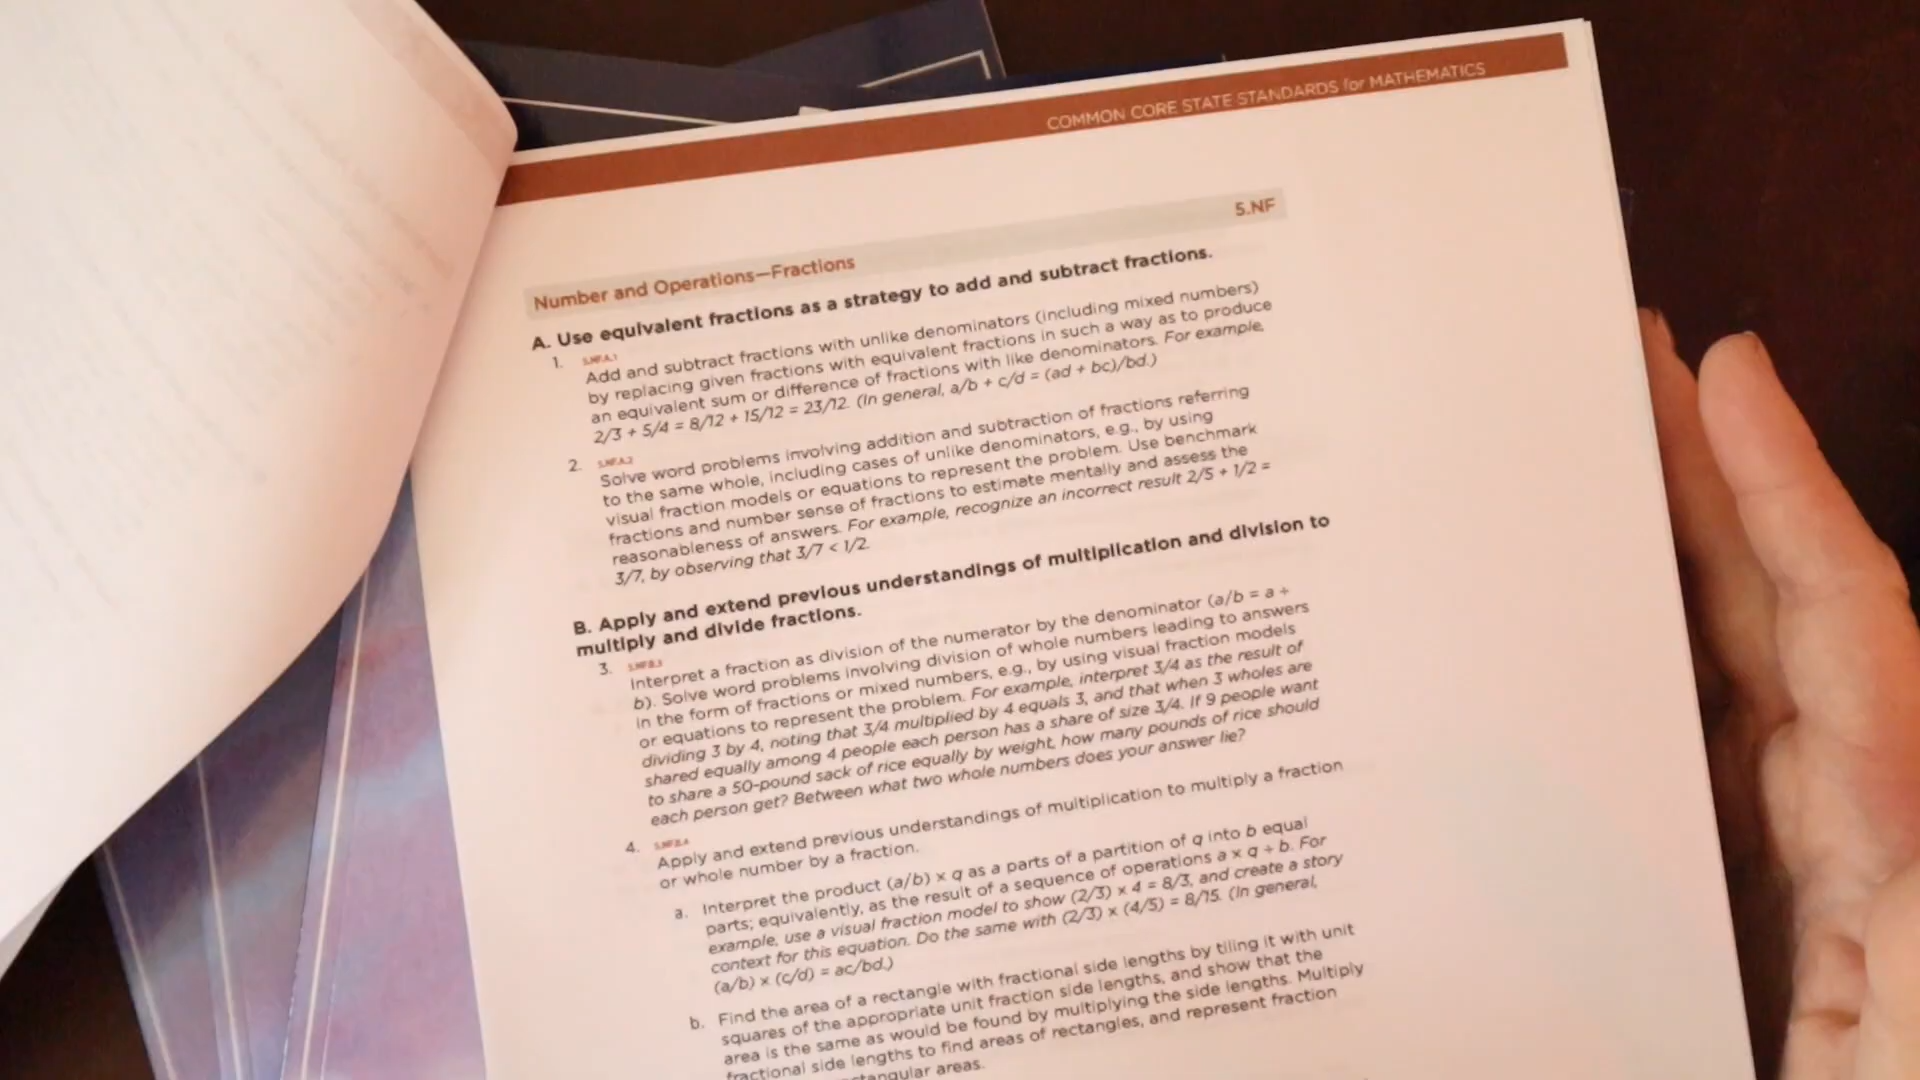 COMMON CORE STATE STANDARDS for MATHEMATICS
Number and Operations—Fractions 5.NF
A. Use equivalent fractions as a strategy to add and subtract fractions.
1. 5.NF.A.1
Add and subtract fractions with unlike denominators (including mixed numbers)
by replacing given fractions with equivalent fractions in such a way as to produce
an equivalent sum or difference of fractions with like denominators. For example,
2/3 + 5/4 = 8/12 + 15/12 = 23/12. (In general, a/b + c/d = (ad + bc)/bd.)
2. 5.NF.A.2
Solve word problems involving addition and subtraction of fractions referring
to the same whole, including cases of unlike denominators, e.g., by using
visual fraction models or equations to represent the problem. Use benchmark
fractions and number sense of fractions to estimate mentally and assess the
reasonableness of answers. For example, recognize an incorrect result 2/5 + 1/2 =
3/7, by observing that 3/7 < 1/2.
B. Apply and extend previous understandings of multiplication and division to
multiply and divide fractions.
3. 5.NF.B.3
Interpret a fraction as division of the numerator by the denominator (a/b = a ÷
b). Solve word problems involving division of whole numbers leading to answers
in the form of fractions or mixed numbers, e.g., by using visual fraction models
or equations to represent the problem. For example, interpret 3/4 as the result of
dividing 3 by 4, noting that 3/4 multiplied by 4 equals 3, and that when 3 wholes are
shared equally among 4 people each person has a share of size 3/4. If 9 people want
to share a 50-pound sack of rice equally by weight, how many pounds of rice should
each person get? Between what two whole numbers does your answer lie?
4. 5.NF.B.4
Apply and extend previous understandings of multiplication to multiply a fraction
or whole number by a fraction.
a. Interpret the product (a/b) x q as a parts of a partition of q into b equal
parts; equivalently, as the result of a sequence of operations a x q ÷ b. For
example, use a visual fraction model to show (2/3) x 4 = 8/3, and create a story
context for this equation. Do the same with (2/3) x (4/5) = 8/15. (In general,
(a/b) x (c/d) = ac/bd.)
b. Find the area of a rectangle with fractional side lengths by tiling it with unit
squares of the appropriate unit fraction side lengths, and show that the
area is the same as would be found by multiplying the side lengths. Multiply
fractional side lengths to find areas of rectangles, and represent fraction
areas.